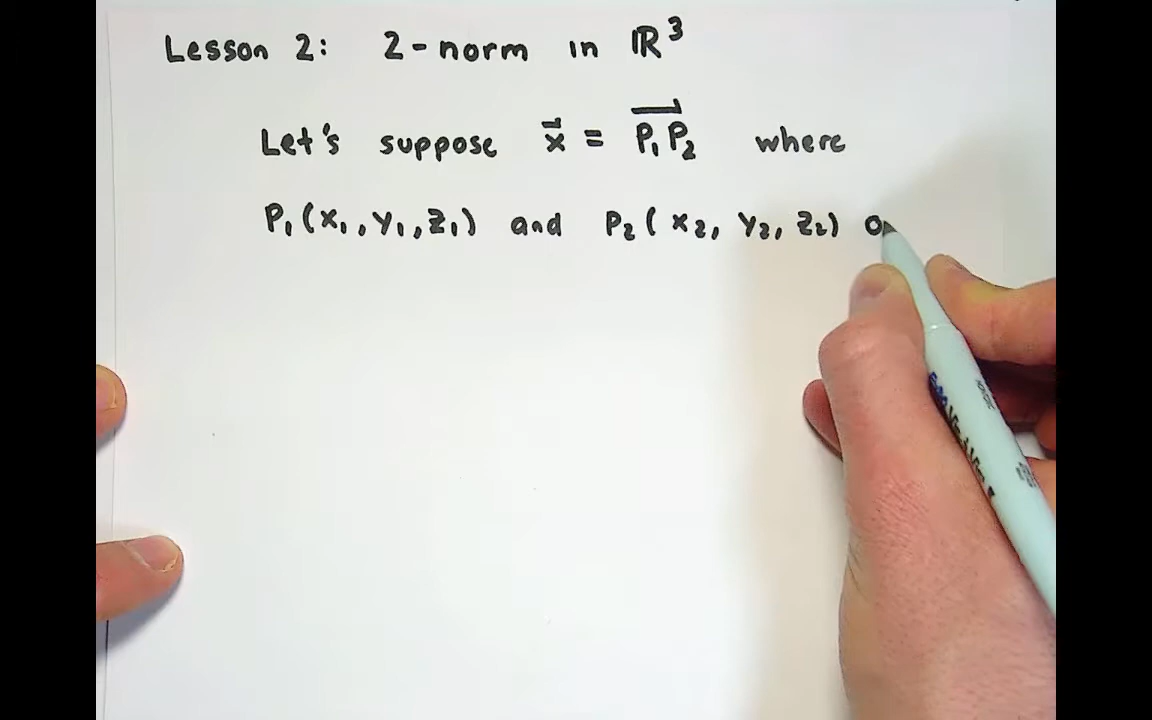 Lesson 2: 2-norm in ℝ³
Let's suppose x⃗ = P₁P₂⃗ where
P₁(x₁, y₁, z₁) and P₂(x₂, y₂, z₂)